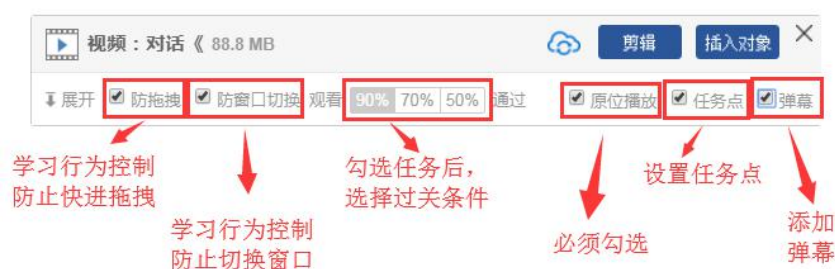 视频：对话《 88.8 MB 剪辑 插入对象
展开 防拖拽 防窗口切换 观看 90% 70% 50% 通过 原位播放 任务点 弹幕
学习行为控制
防止快进拖拽
学习行为控制
防止切换窗口
勾选任务后，
选择过关条件
必须勾选
设置任务点
添加
弹幕